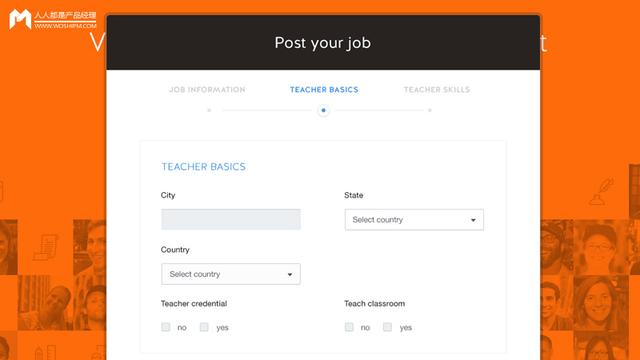 人人都是产品经理
WWW.WOSHIPM.COM
Post your job
JOB INFORMATION
TEACHER BASICS
TEACHER SKILLS
TEACHER BASICS
City
State
Select country
Country
Select country
Teacher credential
Teach classroom
no
yes
no
yes